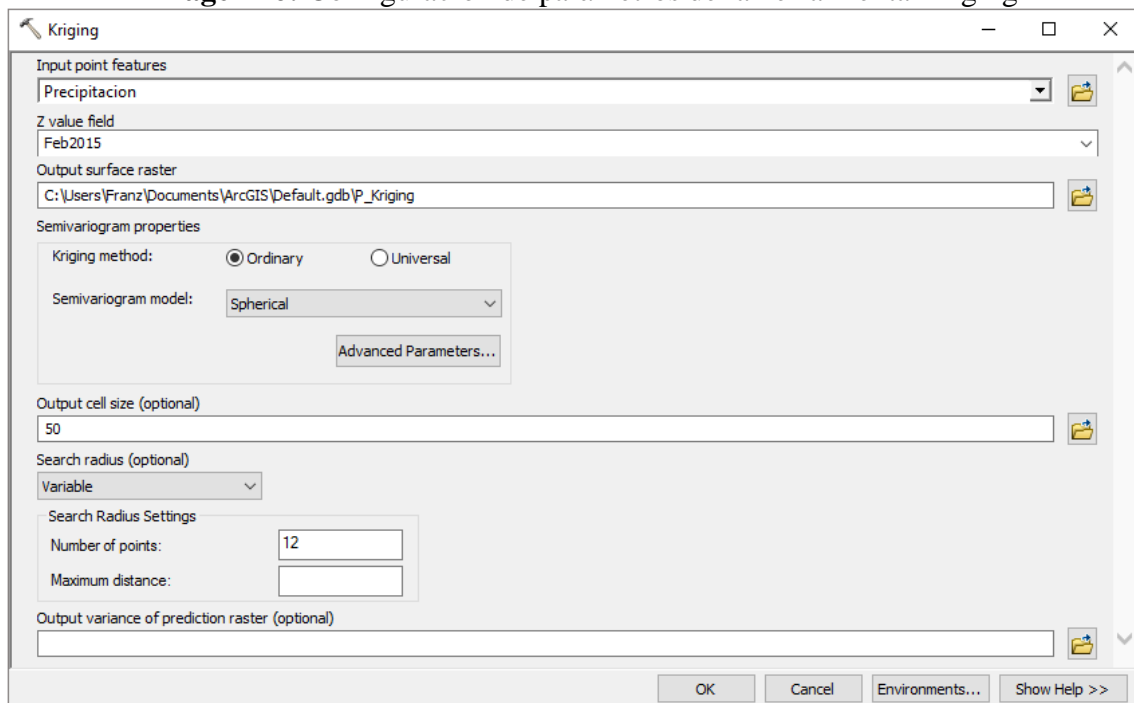 Kriging
Input point features
Precipitacion
Z value field
Feb2015
Output surface raster
C:\Users\Franz\Documents\ArcGIS\Default.gdb\P_Kriging
Semivariogram properties
Kriging method: Ordinary Universal
Semivariogram model: Spherical
Advanced Parameters...
Output cell size (optional)
50
Search radius (optional)
Variable
Search Radius Settings
Number of points: 12
Maximum distance:
Output variance of prediction raster (optional)
OK Cancel Environments... Show Help >>